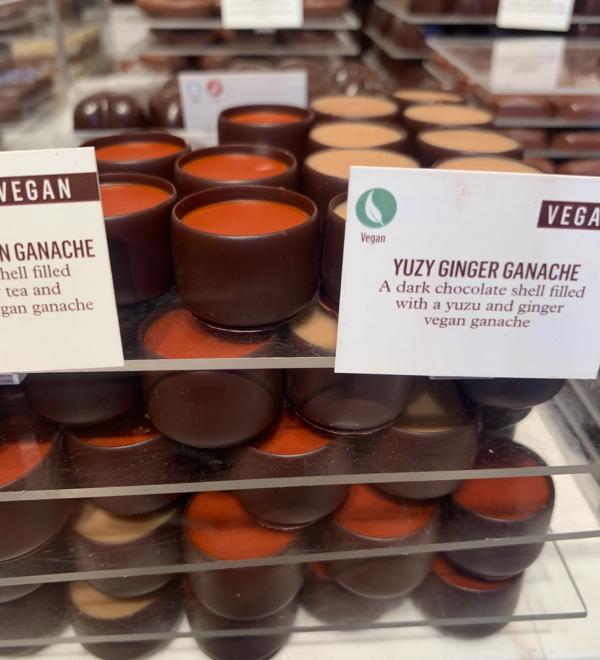 VEGAN
N GANACHE
hell filled
tea and
gan ganache
Vegan
VEGA
YUZY GINGER GANACHE
A dark chocolate shell filled
with a yuzu and ginger
vegan ganache